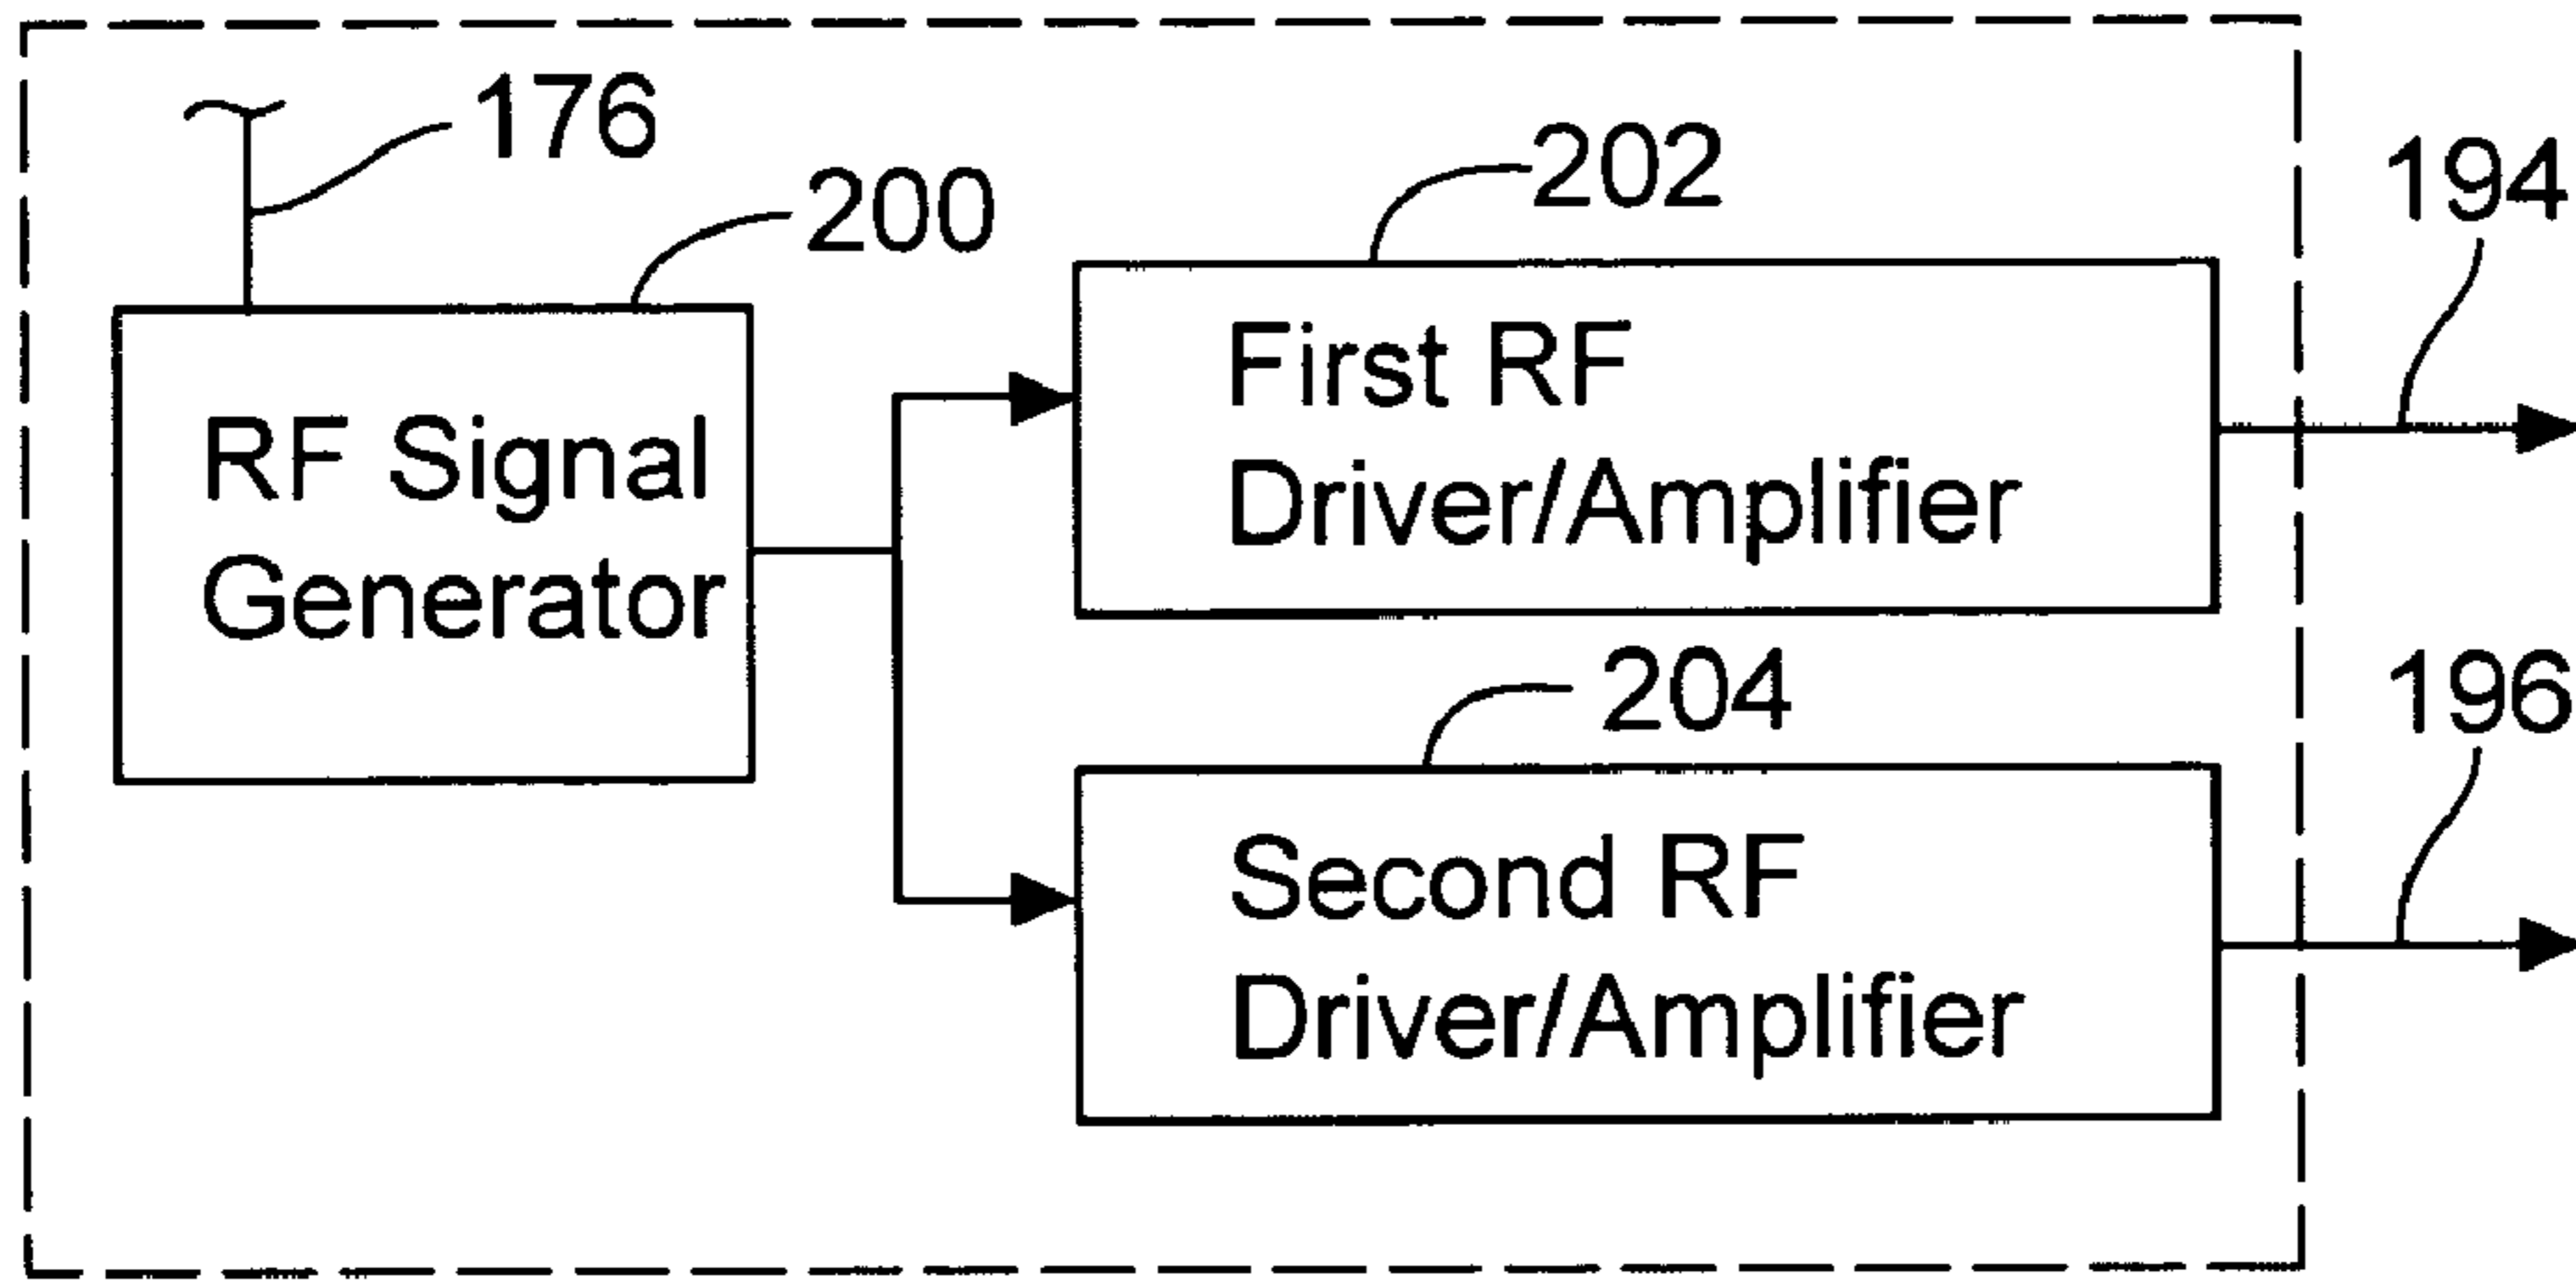 176
200
202
194
First RF
Driver/Amplifier
RF Signal
Generator
204
196
Second RF
Driver/Amplifier